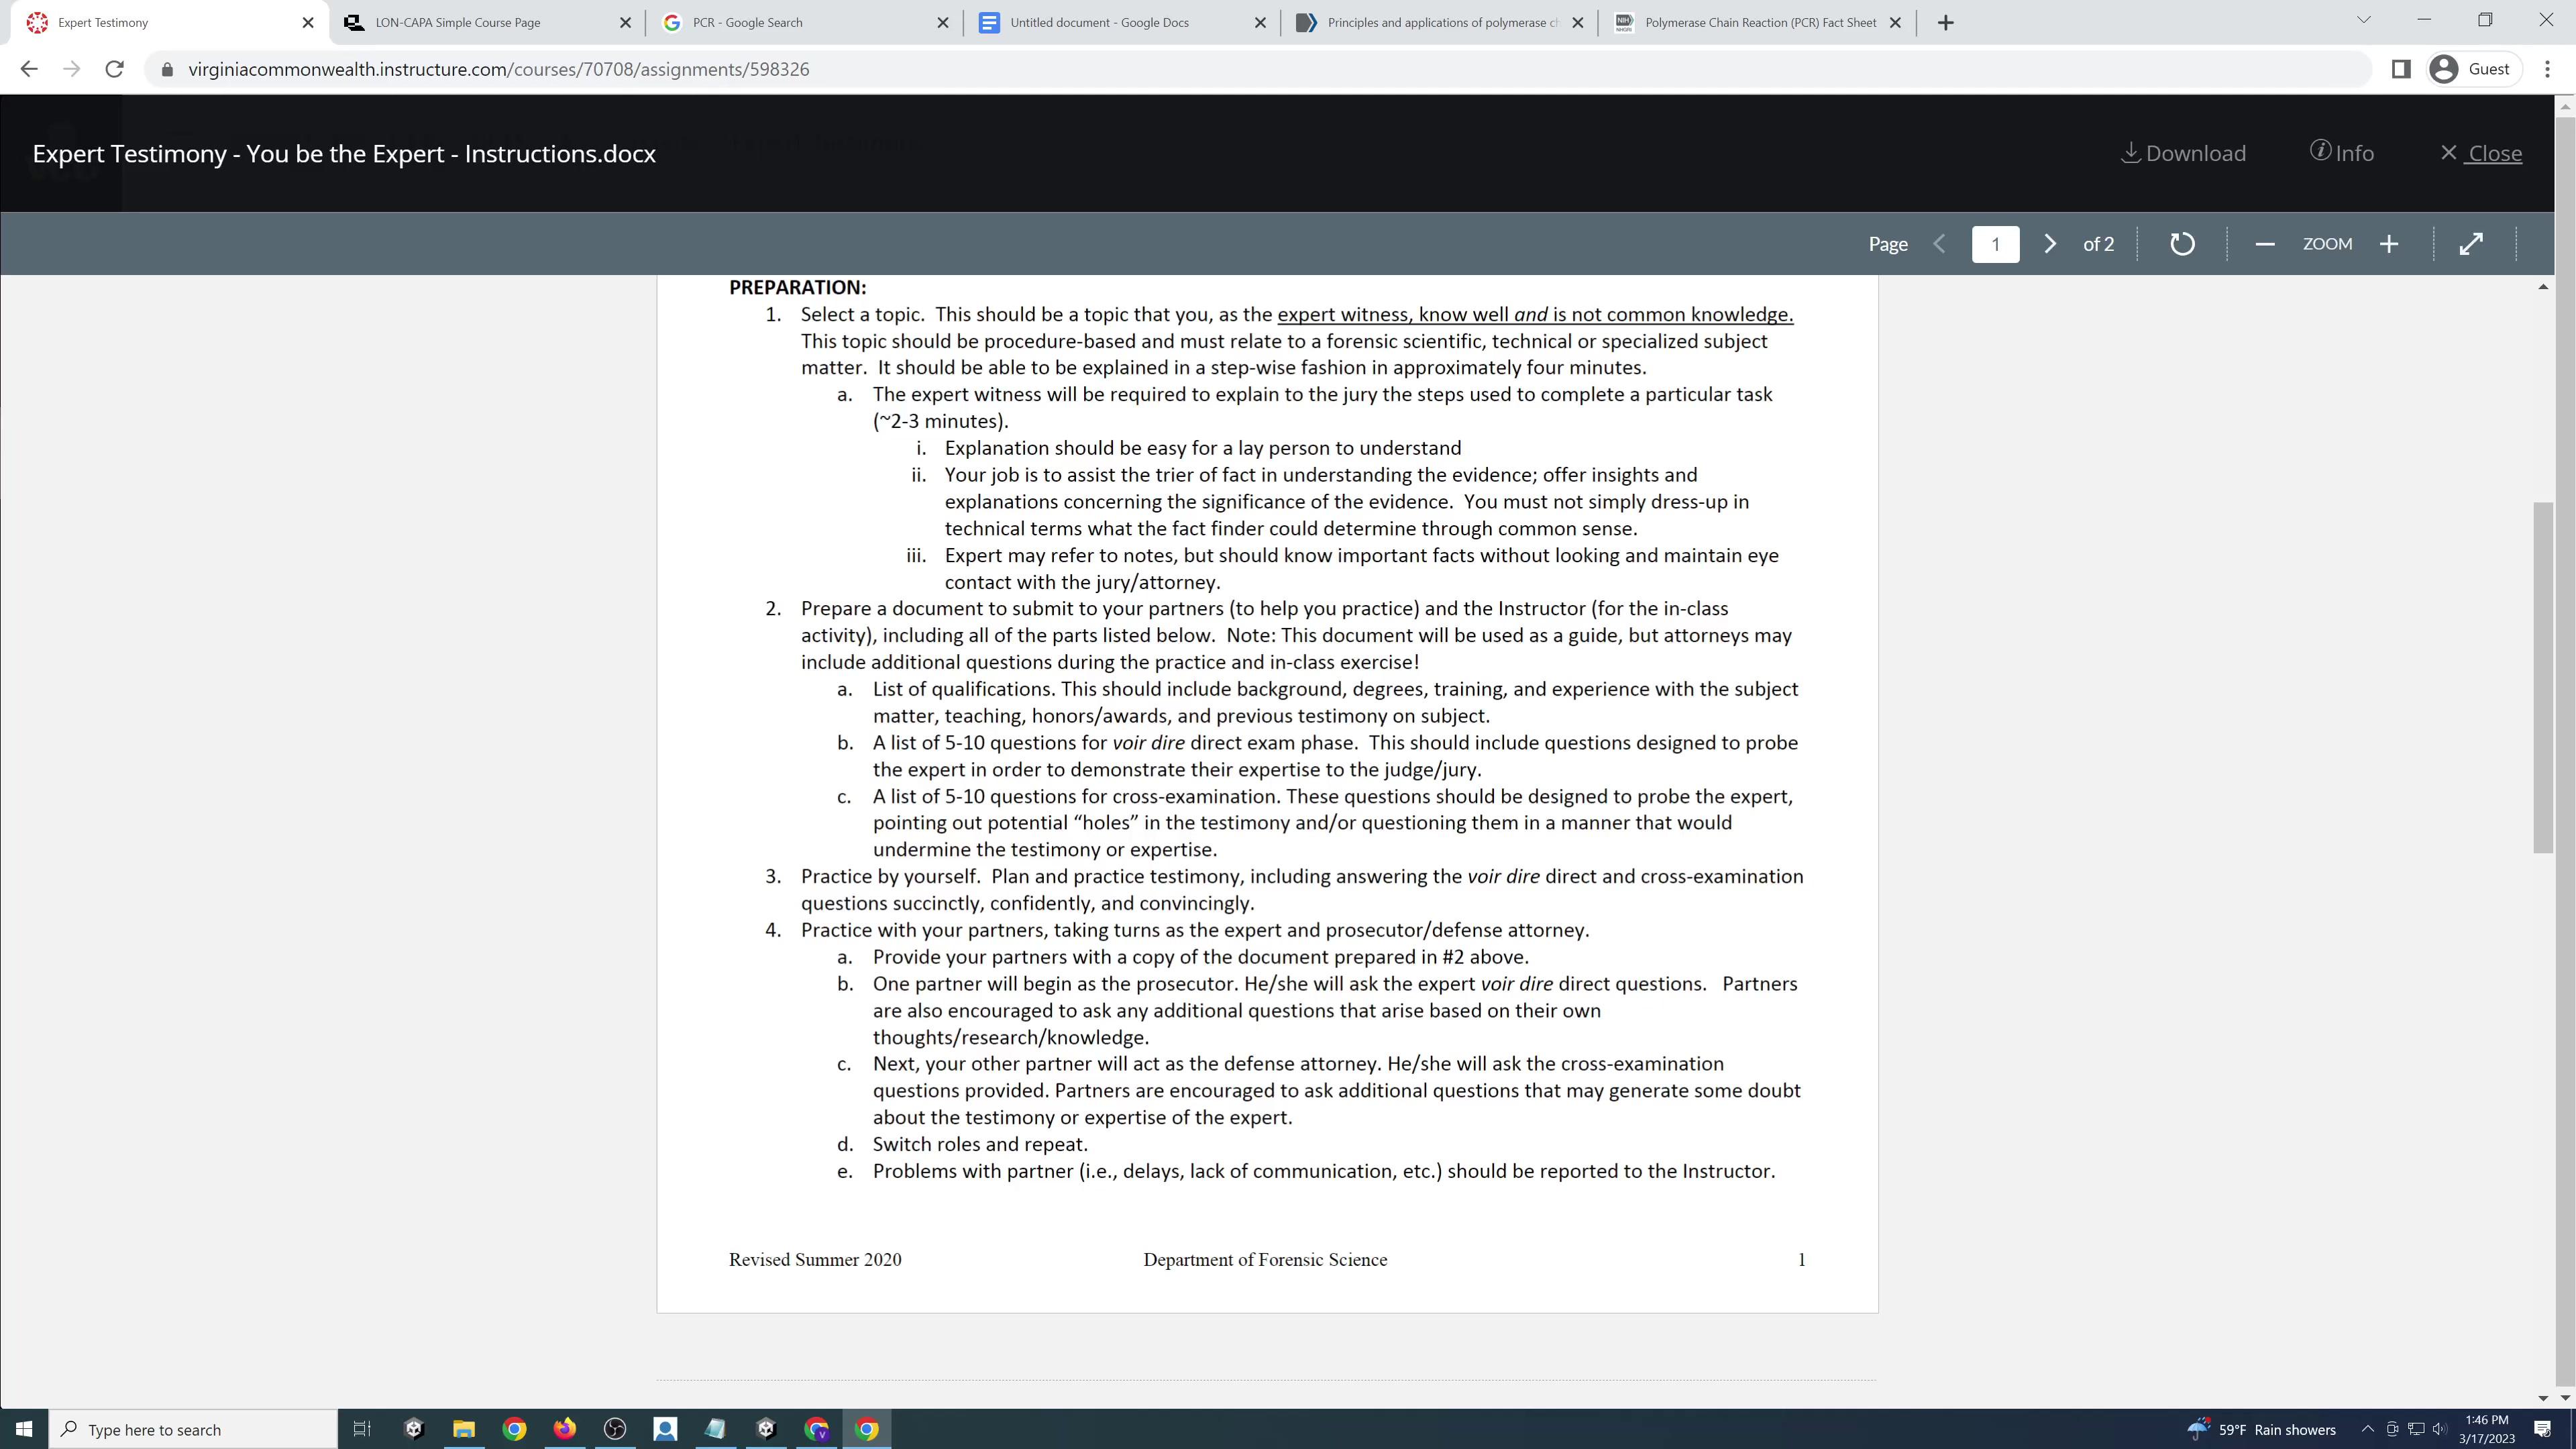 Expert Testimony
LON-CAPA Simple Course Page
PCR - Google Search
Untitled document - Google Docs
Principles and applications of polymerase ch
Polymerase Chain Reaction (PCR) Fact Sheet
virginiacommonwealth.instructure.com/courses/70708/assignments/598326
Guest
Expert Testimony - You be the Expert - Instructions.docx
Download
Info
Close
Page
1
of 2
ZOOM
PREPARATION:
1. Select a topic. This should be a topic that you, as the expert witness, know well and is not common knowledge.
This topic should be procedure-based and must relate to a forensic scientific, technical or specialized subject
matter. It should be able to be explained in a step-wise fashion in approximately four minutes.
a. The expert witness will be required to explain to the jury the steps used to complete a particular task
(~2-3 minutes).
i. Explanation should be easy for a lay person to understand
ii. Your job is to assist the trier of fact in understanding the evidence; offer insights and
explanations concerning the significance of the evidence. You must not simply dress-up in
technical terms what the fact finder could determine through common sense.
iii. Expert may refer to notes, but should know important facts without looking and maintain eye
contact with the jury/attorney.
2. Prepare a document to submit to your partners (to help you practice) and the Instructor (for the in-class
activity), including all of the parts listed below. Note: This document will be used as a guide, but attorneys may
include additional questions during the practice and in-class exercise!
a. List of qualifications. This should include background, degrees, training, and experience with the subject
matter, teaching, honors/awards, and previous testimony on subject.
b. A list of 5-10 questions for voir dire direct exam phase. This should include questions designed to probe
the expert in order to demonstrate their expertise to the judge/jury.
c. A list of 5-10 questions for cross-examination. These questions should be designed to probe the expert,
pointing out potential “holes” in the testimony and/or questioning them in a manner that would
undermine the testimony or expertise.
3. Practice by yourself. Plan and practice testimony, including answering the voir dire direct and cross-examination
questions succinctly, confidently, and convincingly.
4. Practice with your partners, taking turns as the expert and prosecutor/defense attorney.
a. Provide your partners with a copy of the document prepared in #2 above.
b. One partner will begin as the prosecutor. He/she will ask the expert voir dire direct questions. Partners
are also encouraged to ask any additional questions that arise based on their own
thoughts/research/knowledge.
c. Next, your other partner will act as the defense attorney. He/she will ask the cross-examination
questions provided. Partners are encouraged to ask additional questions that may generate some doubt
about the testimony or expertise of the expert.
d. Switch roles and repeat.
e. Problems with partner (i.e., delays, lack of communication, etc.) should be reported to the Instructor.
Revised Summer 2020
Department of Forensic Science
1
Type here to search
59°F Rain showers
1:46 PM
3/17/2023